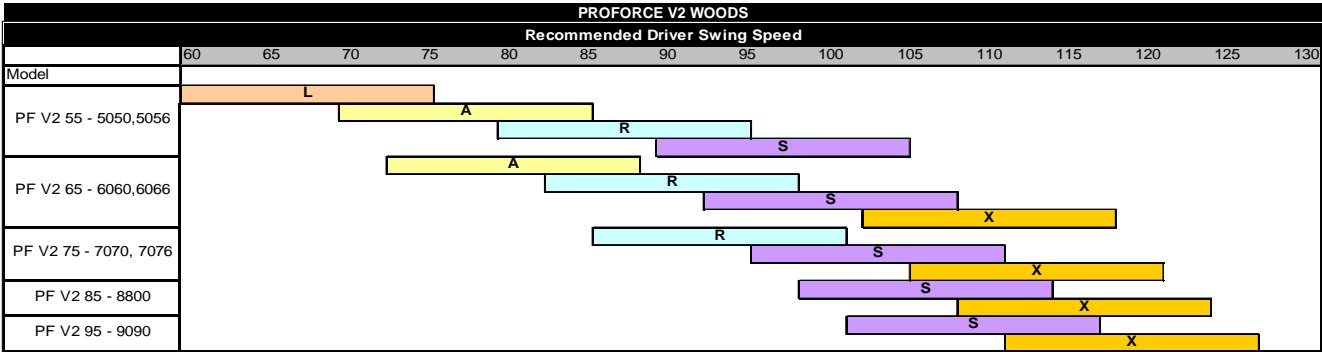 PROFORCE V2 WOODS
Recommended Driver Swing Speed
60 65 70 75 80 85 90 95 100 105 110 115 120 125 130
Model
L
PF V2 55 - 5050,5056
A
R
S
A
PF V2 65 - 6060,6066
R
S
X
R
PF V2 75 - 7070, 7076
S
X
PF V2 85 - 8800
S
X
PF V2 95 - 9090
S
X